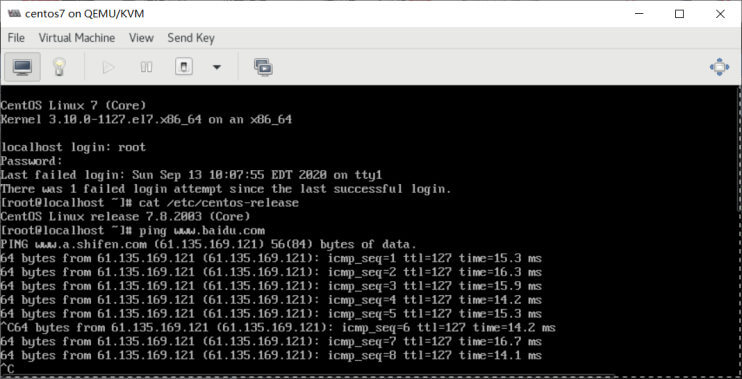 centos7 on QEMU/KVM
File Virtual Machine View Send Key
CentOS Linux 7 (Core)
Kernel 3.10.0-1127.el7.x86_64 on an x86_64
localhost login: root
Password:
Last failed login: Sun Sep 13 10:07:55 EDT 2020 on tty1
There was 1 failed login attempt since the last successful login.
[root@localhost ~]# cat /etc/centos-release
CentOS Linux release 7.8.2003 (Core)
[root@localhost ~]# ping www.baidu.com
PING www.a.shifen.com (61.135.169.121) 56(84) bytes of data.
64 bytes from 61.135.169.121 (61.135.169.121): icmp_seq=1 ttl=127 time=15.3 ms
64 bytes from 61.135.169.121 (61.135.169.121): icmp_seq=2 ttl=127 time=16.3 ms
64 bytes from 61.135.169.121 (61.135.169.121): icmp_seq=3 ttl=127 time=15.9 ms
64 bytes from 61.135.169.121 (61.135.169.121): icmp_seq=4 ttl=127 time=14.2 ms
64 bytes from 61.135.169.121 (61.135.169.121): icmp_seq=5 ttl=127 time=15.3 ms
^C64 bytes from 61.135.169.121 (61.135.169.121): icmp_seq=6 ttl=127 time=14.2 ms
64 bytes from 61.135.169.121 (61.135.169.121): icmp_seq=7 ttl=127 time=16.7 ms
64 bytes from 61.135.169.121 (61.135.169.121): icmp_seq=8 ttl=127 time=14.1 ms
^C